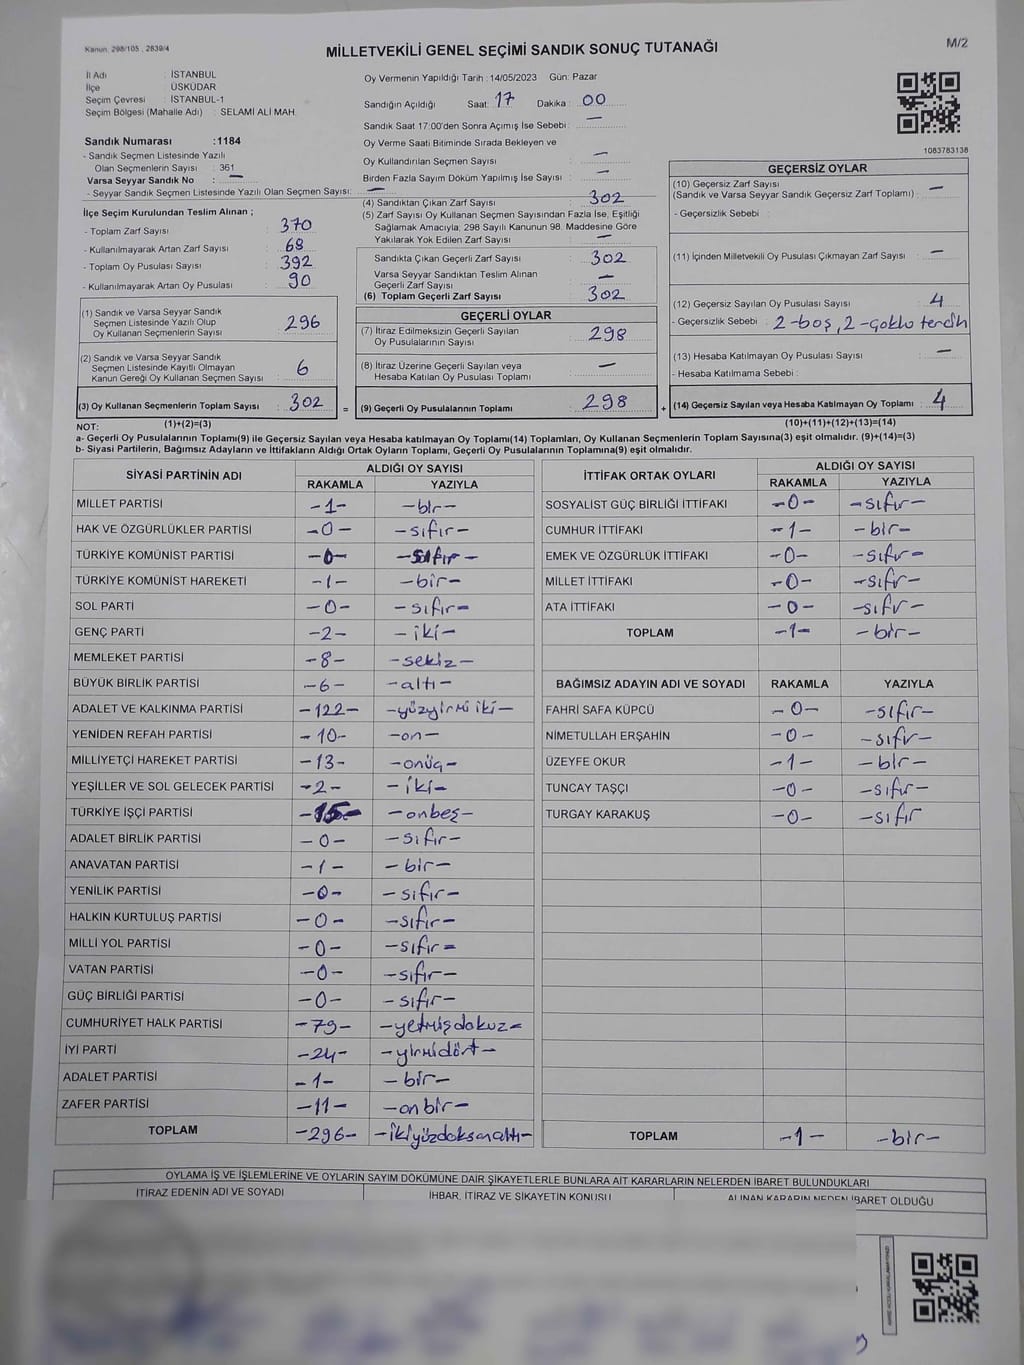 Kanun: 298/105 , 2839/4
MİLLETVEKİLİ GENEL SEÇİMİ SANDIK SONUÇ TUTANAĞI
M/2
İl Adı : İSTANBUL
İlçe : ÜSKÜDAR
Seçim Çevresi : İSTANBUL-1
Seçim Bölgesi (Mahalle Adı) : SELAMİ ALİ MAH.
Sandık Numarası :1184
- Sandık Seçmen Listesinde Yazılı
Olan Seçmenlerin Sayısı : 361
Varsa Seyyar Sandık No : —
- Seyyar Sandık Seçmen Listesinde Yazılı Olan Seçmen Sayısı: —
İlçe Seçim Kurulundan Teslim Alınan ;
- Toplam Zarf Sayısı : 370
- Kullanılmayarak Artan Zarf Sayısı : 68
- Toplam Oy Pusulası Sayısı : 392
- Kullanılmayarak Artan Oy Pusulası : 90
(1) Sandık ve Varsa Seyyar Sandık
Seçmen Listesinde Yazılı Olup
Oy Kullanan Seçmenlerin Sayısı : 296
(2) Sandık ve Varsa Seyyar Sandık
Seçmen Listesinde Kayıtlı Olmayan
Kanun Gereği Oy Kullanan Seçmen Sayısı : 6
(3) Oy Kullanan Seçmenlerin Toplam Sayısı : 302
Oy Vermenin Yapıldığı Tarih : 14/05/2023 Gün: Pazar
Sandığın Açıldığı Saat: 17 Dakika : 00
Sandık Saat 17:00'den Sonra Açımış İse Sebebi : —
Oy Verme Saati Bitiminde Sırada Bekleyen ve
Oy Kullandırılan Seçmen Sayısı : —
Birden Fazla Sayım Döküm Yapılmış İse Sayısı : —
(4) Sandıktan Çıkan Zarf Sayısı : 302
(5) Zarf Sayısı Oy Kullanan Seçmen Sayısından Fazla İse, Eşitliği
Sağlamak Amacıyla, 298 Sayılı Kanunun 98. Maddesine Göre
Yakılarak Yok Edilen Zarf Sayısı : —
Sandıkta Çıkan Geçerli Zarf Sayısı : 302
Varsa Seyyar Sandıktan Teslim Alınan
Geçerli Zarf Sayısı : —
(6) Toplam Geçerli Zarf Sayısı : 302
GEÇERLİ OYLAR
(7) İtiraz Edilmeksizin Geçerli Sayılan
Oy Pusulalarının Sayısı : 298
(8) İtiraz Üzerine Geçerli Sayılan veya
Hesaba Katılan Oy Pusulası Toplamı : —
= (9) Geçerli Oy Pusulalarının Toplamı : 298
1083783138
GEÇERSİZ OYLAR
(10) Geçersiz Zarf Sayısı
(Sandık ve Varsa Seyyar Sandık Geçersiz Zarf Toplamı) : —
- Geçersizlik Sebebi :
(11) İçinden Milletvekili Oy Pusulası Çıkmayan Zarf Sayısı : —
(12) Geçersiz Sayılan Oy Pusulası Sayısı : 4
- Geçersizlik Sebebi : 2-boş, 2-çoklu tercih
(13) Hesaba Katılmayan Oy Pusulası Sayısı : —
- Hesaba Katılmama Sebebi :
+ (14) Geçersiz Sayılan veya Hesaba Katılmayan Oy Toplamı : 4
NOT: (1)+(2)=(3) (10)+(11)+(12)+(13)=(14)
a- Geçerli Oy Pusulalarının Toplamı(9) ile Geçersiz Sayılan veya Hesaba katılmayan Oy Toplamı(14) Toplamları, Oy Kullanan Seçmenlerin Toplam Sayısına(3) eşit olmalıdır. (9)+(14)=(3)
b- Siyasi Partilerin, Bağımsız Adayların ve İttifakların Aldığı Ortak Oyların Toplamı, Geçerli Oy Pusulalarının Toplamına(9) eşit olmalıdır.
SİYASİ PARTİNİN ADI ALDIĞI OY SAYISI
RAKAMLA YAZIYLA
MİLLET PARTİSİ -1- -bir-
HAK VE ÖZGÜRLÜKLER PARTİSİ -0- -sıfır-
TÜRKİYE KOMÜNİST PARTİSİ -0- -sıfır-
TÜRKİYE KOMÜNİST HAREKETİ -1- -bir-
SOL PARTİ -0- -sıfır-
GENÇ PARTİ -2- -iki-
MEMLEKET PARTİSİ -8- -sekiz-
BÜYÜK BİRLİK PARTİSİ -6- -altı-
ADALET VE KALKINMA PARTİSİ -122- -yüzyirmi iki-
YENİDEN REFAH PARTİSİ -10- -on-
MİLLİYETÇİ HAREKET PARTİSİ -13- -onüç-
YEŞİLLER VE SOL GELECEK PARTİSİ -2- -iki-
TÜRKİYE İŞÇİ PARTİSİ -15- -onbeş-
ADALET BİRLİK PARTİSİ -0- -sıfır-
ANAVATAN PARTİSİ -1- -bir-
YENİLİK PARTİSİ -0- -sıfır-
HALKIN KURTULUŞ PARTİSİ -0- -sıfır-
MİLLİ YOL PARTİSİ -0- -sıfır-
VATAN PARTİSİ -0- -sıfır-
GÜÇ BİRLİĞİ PARTİSİ -0- -sıfır-
CUMHURİYET HALK PARTİSİ -79- -yetmişdokuz-
İYİ PARTİ -24- -yirmidört-
ADALET PARTİSİ -1- -bir-
ZAFER PARTİSİ -11- -onbir-
TOPLAM -296- -ikiyüzdoksanaltı-
İTTİFAK ORTAK OYLARI ALDIĞI OY SAYISI
RAKAMLA YAZIYLA
SOSYALİST GÜÇ BİRLİĞİ İTTİFAKI -0- -sıfır-
CUMHUR İTTİFAKI -1- -bir-
EMEK VE ÖZGÜRLÜK İTTİFAKI -0- -sıfır-
MİLLET İTTİFAKI -0- -sıfır-
ATA İTTİFAKI -0- -sıfır-
TOPLAM -1- -bir-
BAĞIMSIZ ADAYIN ADI VE SOYADI RAKAMLA YAZIYLA
FAHRİ SAFA KÜPCÜ -0- -sıfır-
NİMETULLAH ERŞAHİN -0- -sıfır-
ÜZEYFE OKUR -1- -bir-
TUNCAY TAŞÇI -0- -sıfır-
TURGAY KARAKUŞ -0- -sıfır
TOPLAM -1- -bir-
OYLAMA İŞ VE İŞLEMLERİNE VE OYLARIN SAYIM DÖKÜMÜNE DAİR ŞİKAYETLERLE BUNLARA AİT KARARLARIN NELERDEN İBARET BULUNDUKLARI
İTİRAZ EDENİN ADI VE SOYADI İHBAR, İTİRAZ VE ŞİKAYETİN KONUSU ALINAN KARARIN NEDEN İBARET OLDUĞU